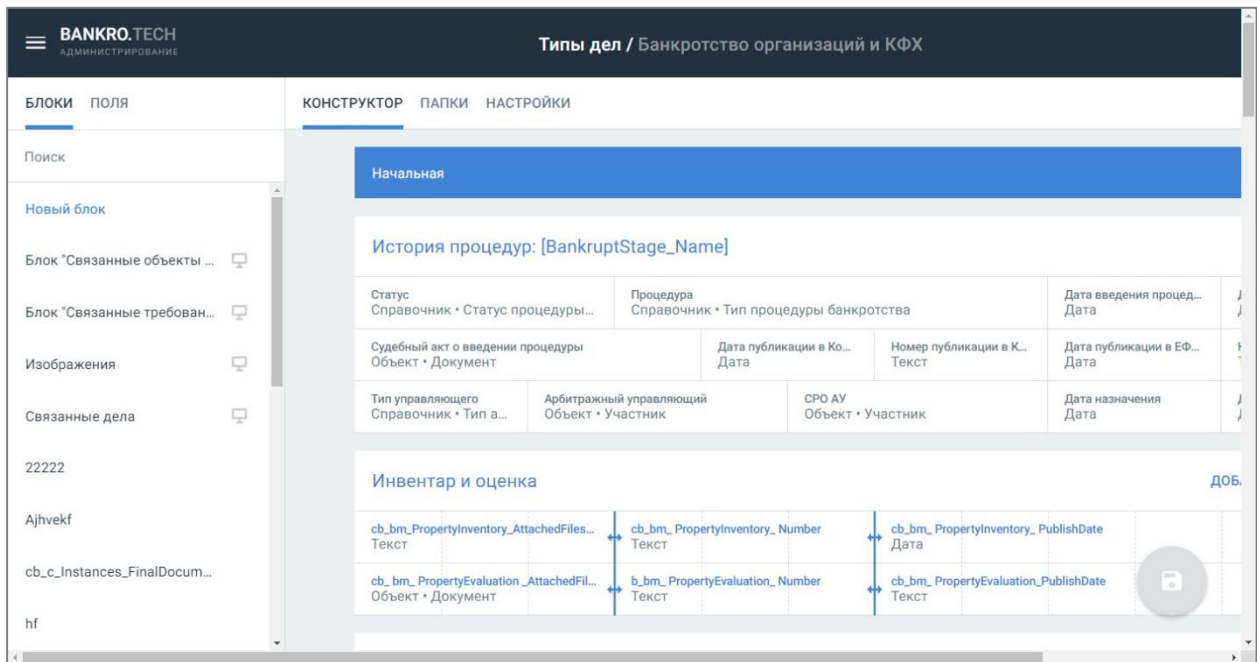 BANKRO.TECH
АДМИНИСТРИРОВАНИЕ
Типы дел / Банкротство организаций и КФХ
БЛОКИ ПОЛЯ
КОНСТРУКТОР ПАПКИ НАСТРОЙКИ
Поиск
Новый блок
Блок "Связанные объекты ...
Блок "Связанные требован...
Изображения
Связанные дела
22222
Ajhvekf
cb_c_Instances_FinalDocum...
hf
Начальная
История процедур: [BankruptStage_Name]
Статус Процедура Дата введения процед...
Справочник • Статус процедуры... Справочник • Тип процедуры банкротства Дата
Судебный акт о введении процедуры Дата публикации в Ко... Номер публикации в К... Дата публикации в ЕФ...
Объект • Документ Дата Текст Дата
Тип управляющего Арбитражный управляющий СРО АУ Дата назначения
Справочник • Тип а... Объект • Участник Объект • Участник Дата
Инвентар и оценка ДОБА
cb_bm_PropertyInventory_AttachedFiles... cb_bm_ PropertyInventory_ Number cb_bm_ PropertyInventory_ PublishDate
Текст Текст Дата
cb_ bm_ PropertyEvaluation _AttachedFil... b_bm_ PropertyEvaluation_ Number cb_bm_ PropertyEvaluation_PublishDate
Объект • Документ Текст Текст